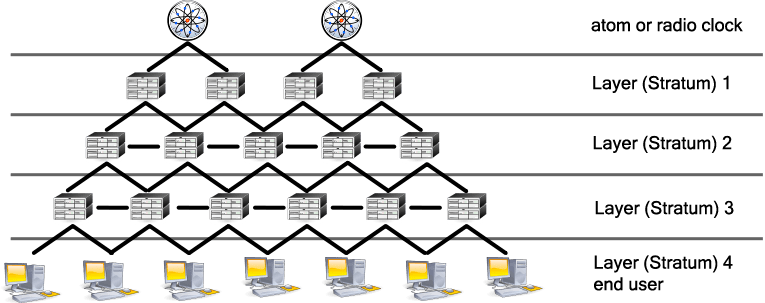 atom or radio clock
Layer (Stratum) 1
Layer (Stratum) 2
Layer (Stratum) 3
Layer (Stratum) 4
end user